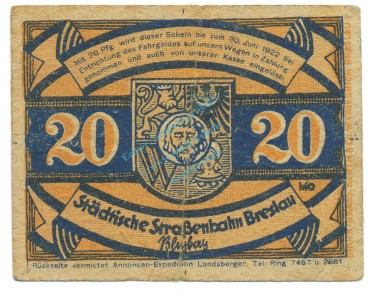 Mit 20 Pfg. wird dieser Schein bis zum 30. Juni 1922 bei
Entrichtung des Fahrgeldes auf unsern Wagen in Zahlung
genommen und auch von unserer Kasse eingelöst.
20 20
Städtische Straßenbahn Breslau
Rückseite vermietet Annoncen-Expedition Landsberger, Tel. Ring 7487 u. 2681